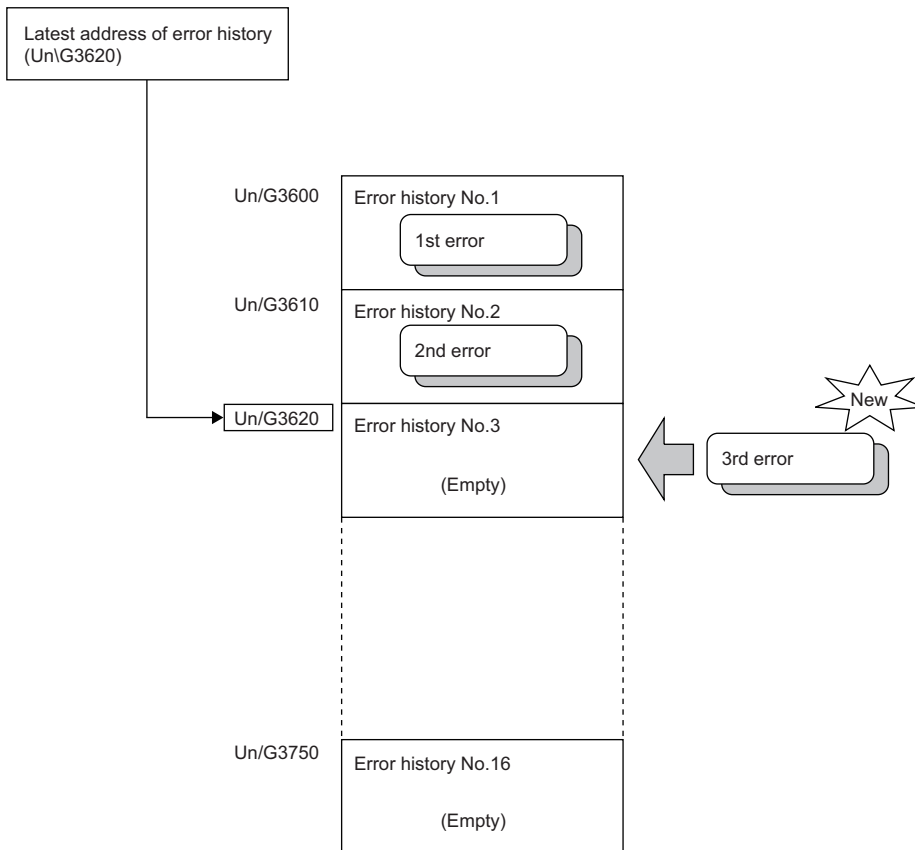 Latest address of error history
(Un\G3620)
Un/G3600
Error history No.1
1st error
Un/G3610
Error history No.2
2nd error
Un/G3620
Error history No.3
(Empty)
New
3rd error
Un/G3750
Error history No.16
(Empty)